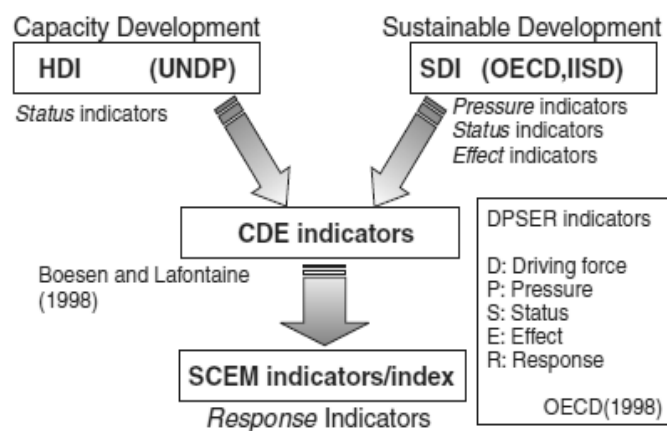 Capacity Development
HDI (UNDP)
Status indicators
Sustainable Development
SDI (OECD,IISD)
Pressure indicators
Status indicators
Effect indicators
CDE indicators
Boesen and Lafontaine
(1998)
SCEM indicators/index
Response Indicators
DPSER indicators
D: Driving force
P: Pressure
S: Status
E: Effect
R: Response
OECD(1998)